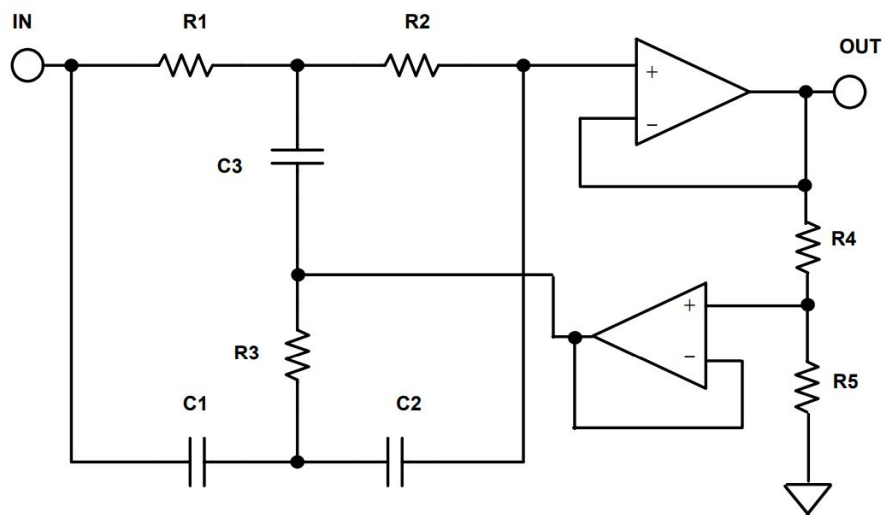 IN
R1
R2
OUT
+
−
C3
R4
R3
+
−
R5
C1
C2